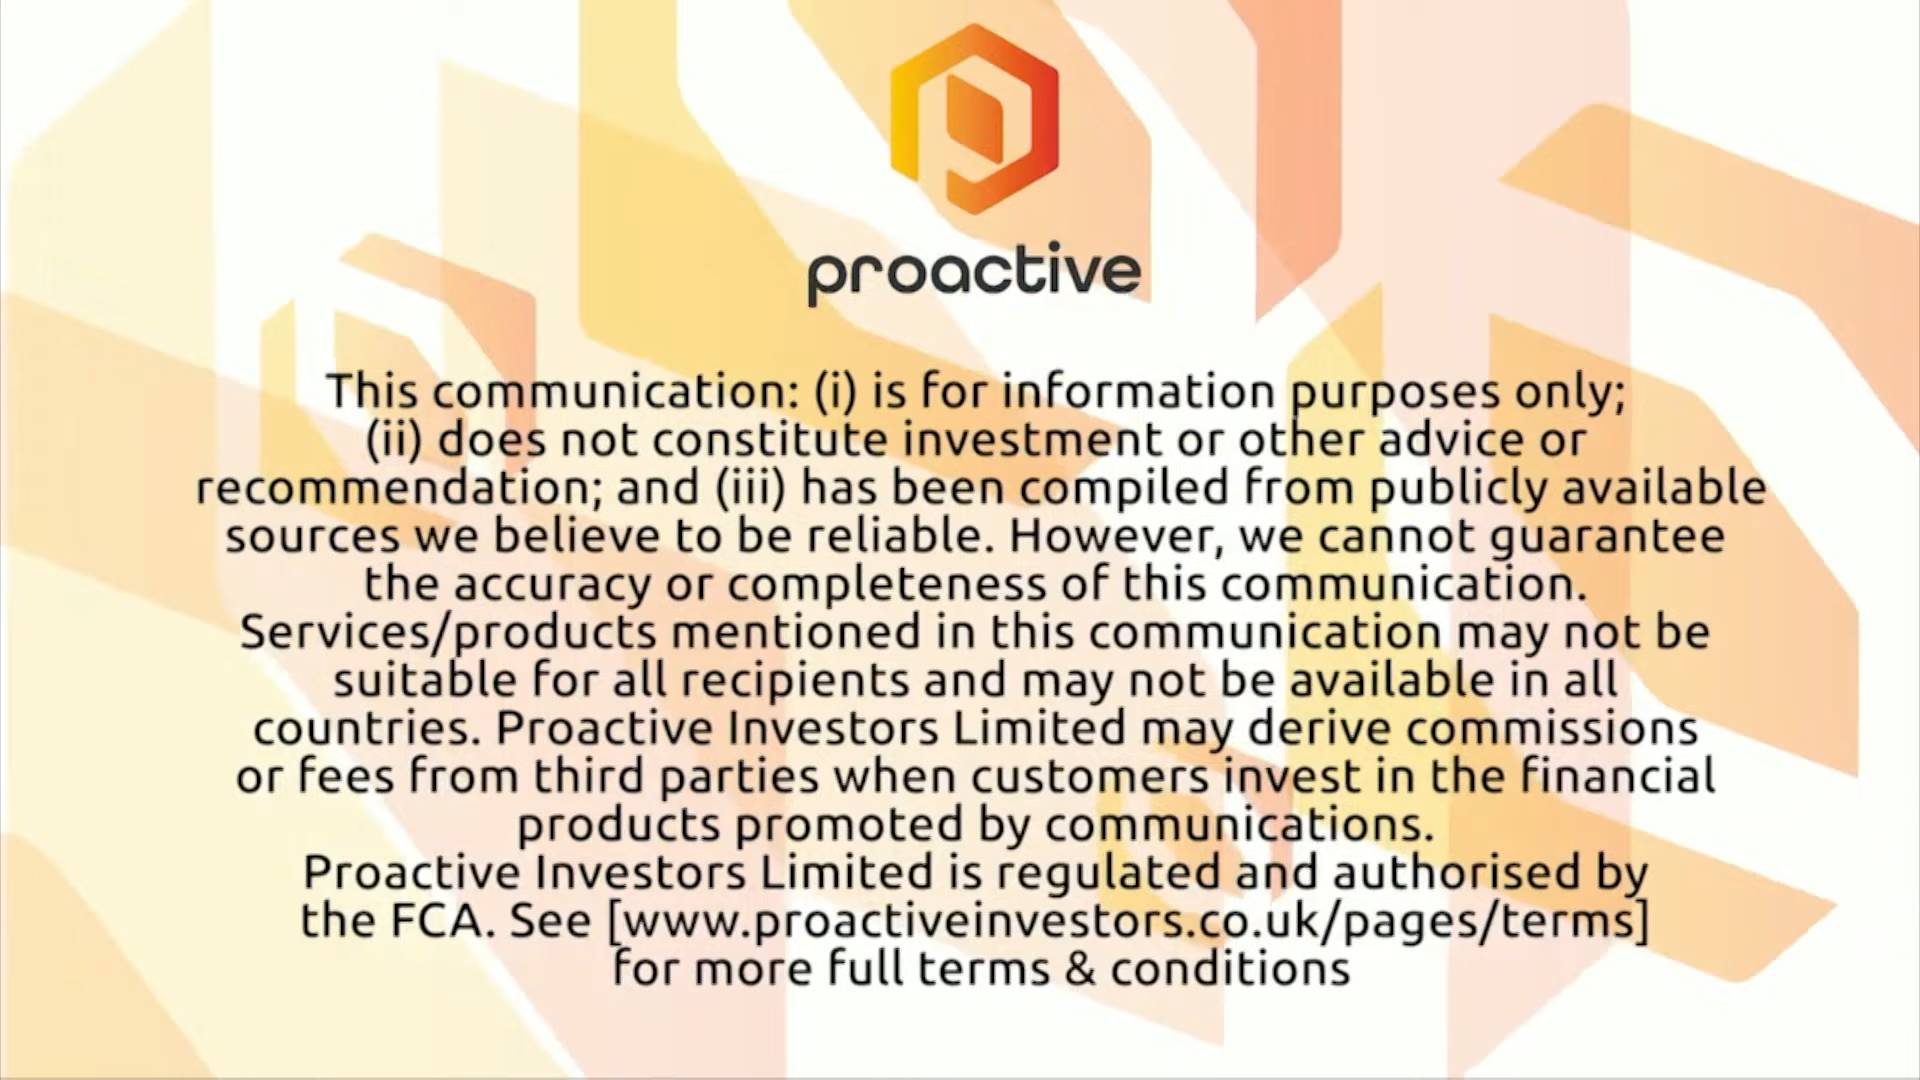 proactive
This communication: (i) is for information purposes only;
(ii) does not constitute investment or other advice or
recommendation; and (iii) has been compiled from publicly available
sources we believe to be reliable. However, we cannot guarantee
the accuracy or completeness of this communication.
Services/products mentioned in this communication may not be
suitable for all recipients and may not be available in all
countries. Proactive Investors Limited may derive commissions
or fees from third parties when customers invest in the financial
products promoted by communications.
Proactive Investors Limited is regulated and authorised by
the FCA. See [www.proactiveinvestors.co.uk/pages/terms]
for more full terms & conditions